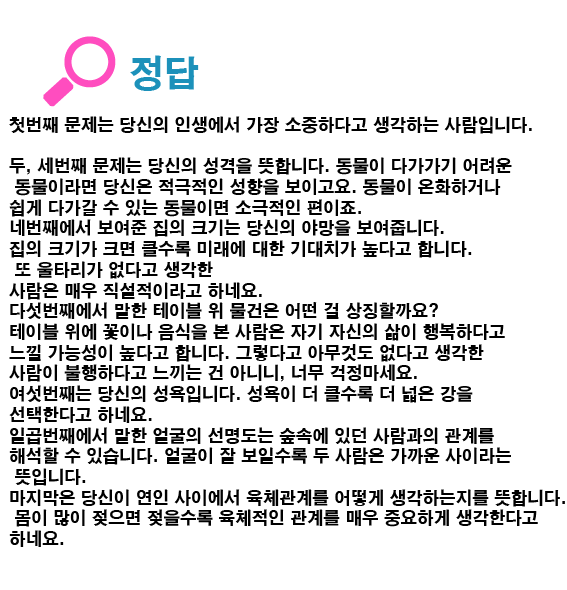 정답
첫번째 문제는 당신의 인생에서 가장 소중하다고 생각하는 사람입니다.
두, 세번째 문제는 당신의 성격을 뜻합니다. 동물이 다가가기 어려운
동물이라면 당신은 적극적인 성향을 보이고요. 동물이 온화하거나
쉽게 다가갈 수 있는 동물이면 소극적인 편이죠.
네번째에서 보여준 집의 크기는 당신의 야망을 보여줍니다.
집의 크기가 크면 클수록 미래에 대한 기대치가 높다고 합니다.
또 울타리가 없다고 생각한
사람은 매우 직설적이라고 하네요.
다섯번째에서 말한 테이블 위 물건은 어떤 걸 상징할까요?
테이블 위에 꽃이나 음식을 본 사람은 자기 자신의 삶이 행복하다고
느낄 가능성이 높다고 합니다. 그렇다고 아무것도 없다고 생각한
사람이 불행하다고 느끼는 건 아니니, 너무 걱정마세요.
여섯번째는 당신의 성욕입니다. 성욕이 더 클수록 더 넓은 강을
선택한다고 하네요.
일곱번째에서 말한 얼굴의 선명도는 숲속에 있던 사람과의 관계를
해석할 수 있습니다. 얼굴이 잘 보일수록 두 사람은 가까운 사이라는
뜻입니다.
마지막은 당신이 연인 사이에서 육체관계를 어떻게 생각하는지를 뜻합니다.
몸이 많이 젖으면 젖을수록 육체적인 관계를 매우 중요하게 생각한다고
하네요.